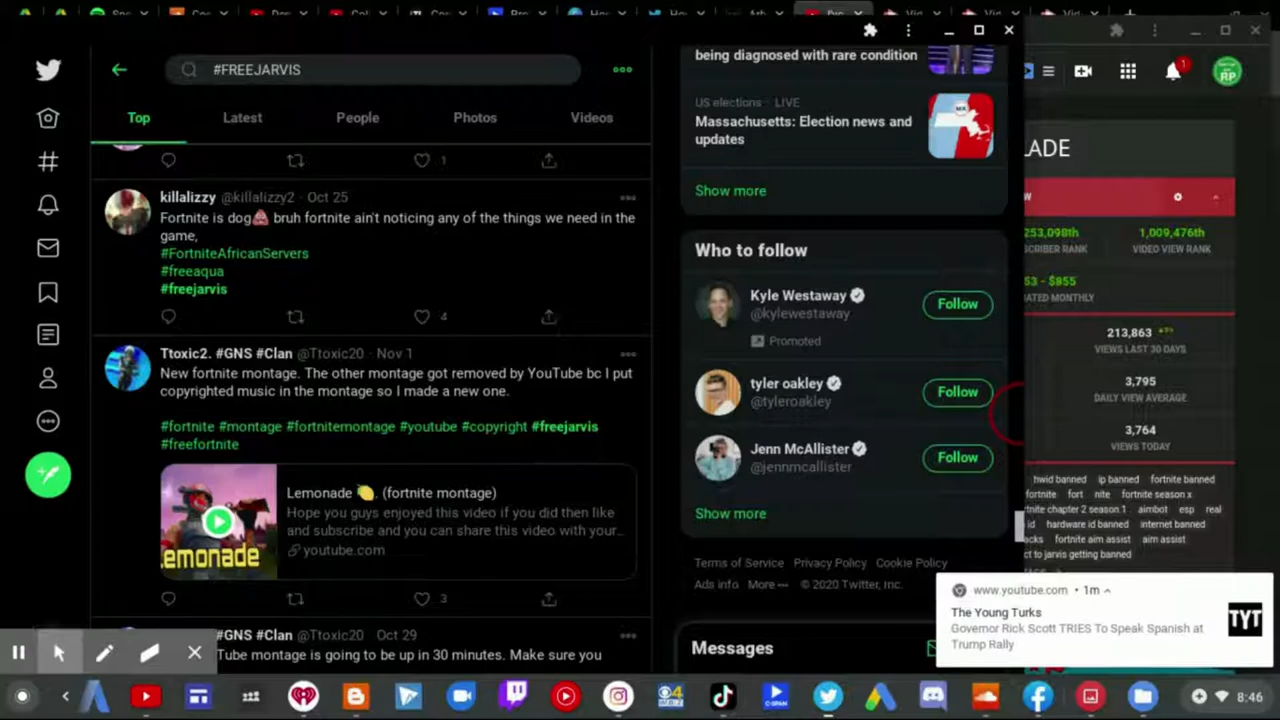 #FREEJARVIS
Top
Latest
People
Photos
Videos
1
killalizzy @killalizzy2 · Oct 25
Fortnite is dog💩 bruh fortnite ain't noticing any of the things we need in the
game,
#FortniteAfricanServers
#freeaqua
#freejarvis
4
Ttoxic2. #GNS #Clan @Ttoxic20 · Nov 1
New fortnite montage. The other montage got removed by YouTube bc I put
copyrighted music in the montage so I made a new one.
#fortnite #montage #fortnitemontage #youtube #copyright #freejarvis
#freefortnite
emonade
Lemonade 🍋. (fortnite montage)
Hope you guys enjoyed this video if you did then like
and subscribe and you can share this video with your...
youtube.com
3
#GNS #Clan @Ttoxic20 Oct 29
Tube montage is going to be up in 30 minutes. Make sure you
being diagnosed with rare condition
US elections · LIVE
Massachusetts: Election news and
updates
MA
Show more
Who to follow
Kyle Westaway
@kylewestaway
Promoted
Follow
tyler oakley
@tyleroakley
Follow
Jenn McAllister
@jennmcallister
Follow
Show more
Terms of Service Privacy Policy Cookie Policy
Ads info More ••• © 2020 Twitter, Inc.
Messages
1
RP
LADE
W
253,098th
1,009,476th
CRIBER RANK
VIDEO VIEW RANK
53 - $855
ATED MONTHLY
213,863
VIEWS LAST 30 DAYS
3,795
DAILY VIEW AVERAGE
3,764
VIEWS TODAY
hwid banned ip banned fortnite banned
fortnite fort nite fortnite season x
fortnite chapter 2 season 1 aimbot esp real
id hardware id banned internet banned
acks fortnite aim assist aim assist
ct to jarvis getting banned
www.youtube.com • 1m
The Young Turks
Governor Rick Scott TRIES To Speak Spanish at
Trump Rally
TYT
C-SPAN
8:46